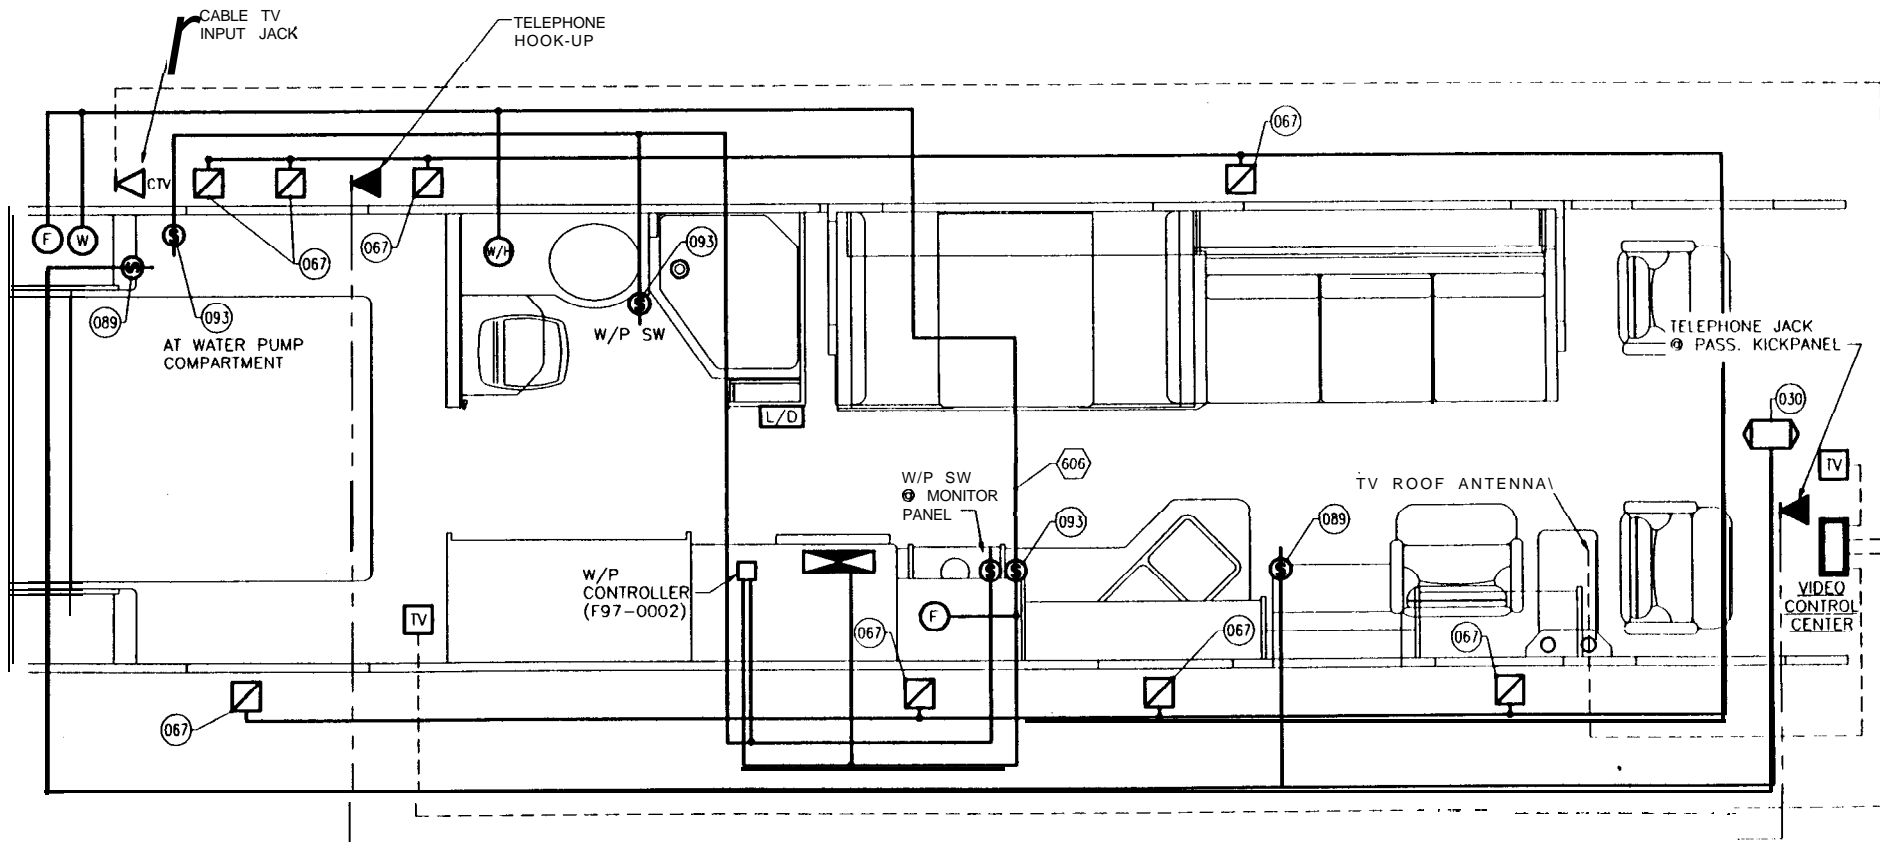 CABLE TV
INPUT JACK
TELEPHONE
HOOK-UP
067
CTV
F
W
$
067
067
W/H
093
$
089
093
AT WATER PUMP
COMPARTMENT
$
W/P SW
L/D
TELEPHONE JACK
@ PASS. KICKPANEL
030
606
W/P SW
@ MONITOR
PANEL
093
TV ROOF ANTENNA
089
TV
$
$
$
W/P
CONTROLLER
(F97-0002)
TV
F
067
067
067
VIDEO
CONTROL
CENTER
067